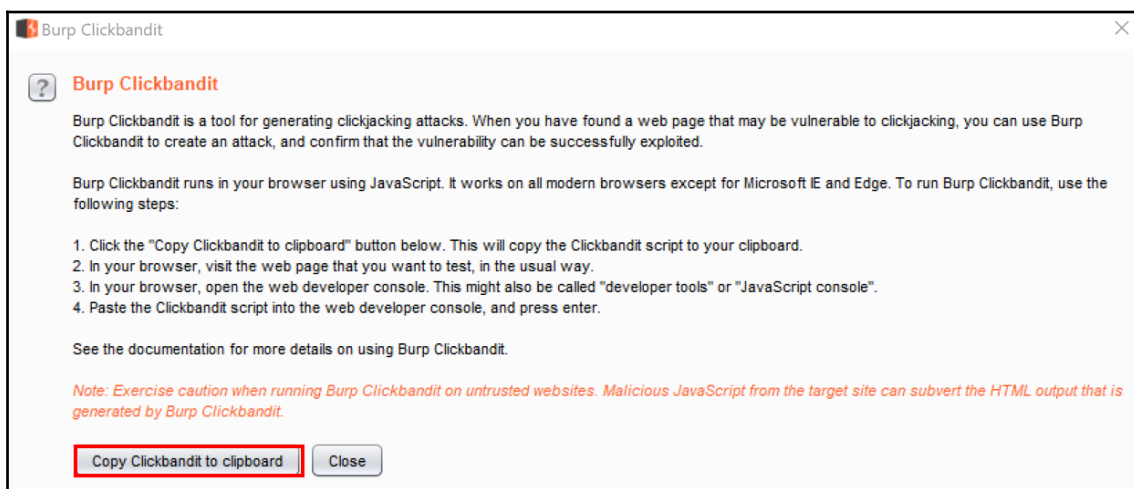 Burp Clickbandit
?
Burp Clickbandit
Burp Clickbandit is a tool for generating clickjacking attacks. When you have found a web page that may be vulnerable to clickjacking, you can use Burp
Clickbandit to create an attack, and confirm that the vulnerability can be successfully exploited.
Burp Clickbandit runs in your browser using JavaScript. It works on all modern browsers except for Microsoft IE and Edge. To run Burp Clickbandit, use the
following steps:
1. Click the "Copy Clickbandit to clipboard" button below. This will copy the Clickbandit script to your clipboard.
2. In your browser, visit the web page that you want to test, in the usual way.
3. In your browser, open the web developer console. This might also be called "developer tools" or "JavaScript console".
4. Paste the Clickbandit script into the web developer console, and press enter.
See the documentation for more details on using Burp Clickbandit.
Note: Exercise caution when running Burp Clickbandit on untrusted websites. Malicious JavaScript from the target site can subvert the HTML output that is
generated by Burp Clickbandit.
Copy Clickbandit to clipboard Close